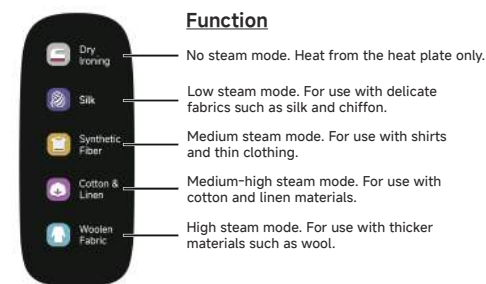 Function
Dry
Ironing
No steam mode. Heat from the heat plate only.
Silk
Low steam mode. For use with delicate
fabrics such as silk and chiffon.
Synthetic
Fiber
Medium steam mode. For use with shirts
and thin clothing.
Cotton &
Linen
Medium-high steam mode. For use with
cotton and linen materials.
Woolen
Fabric
High steam mode. For use with thicker
materials such as wool.